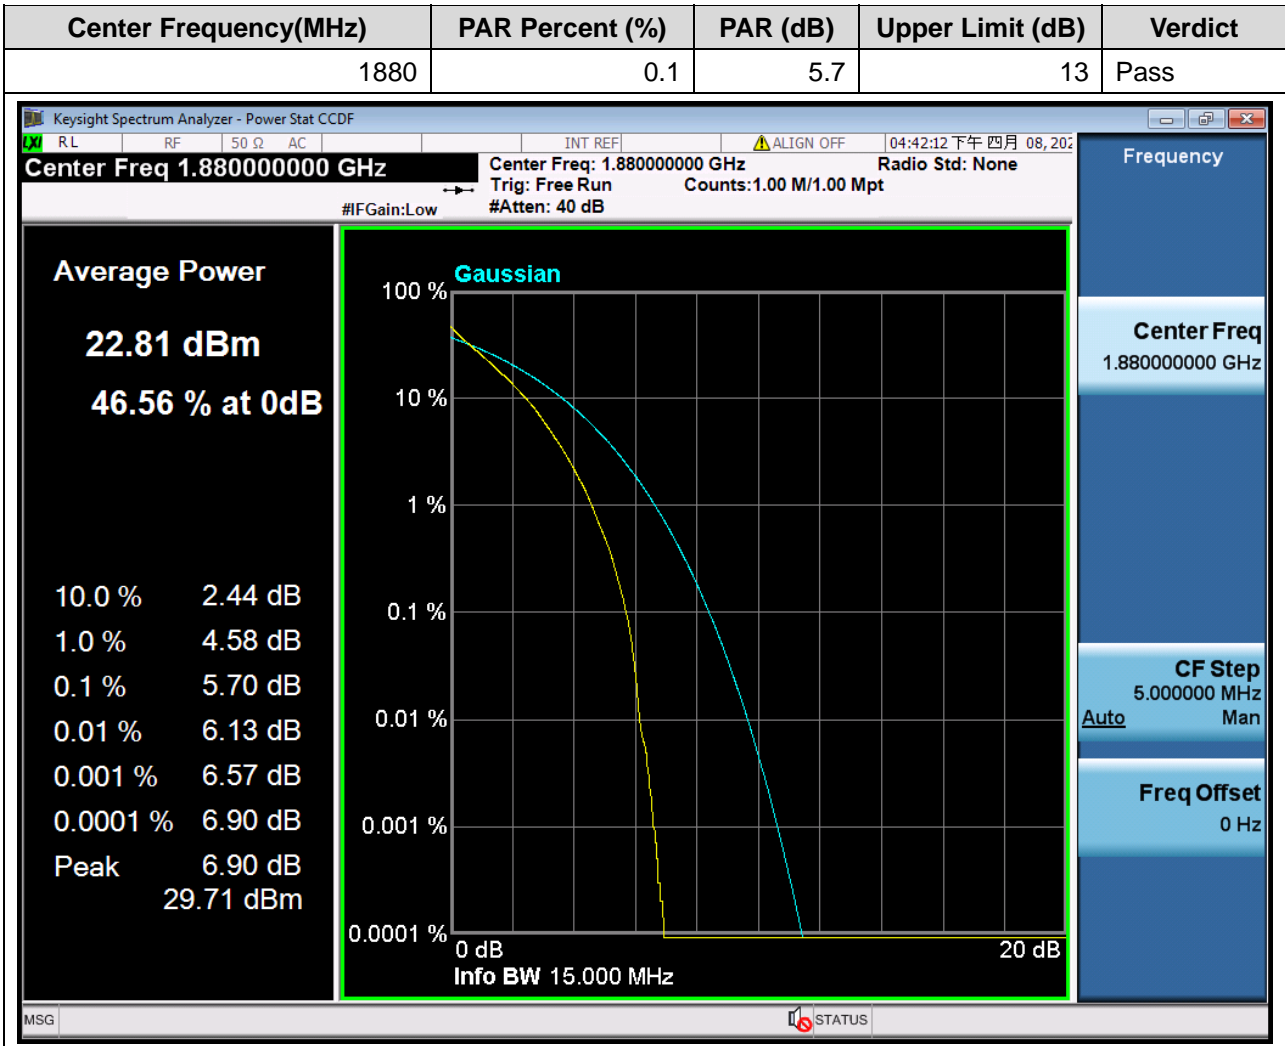 Center Frequency(MHz) PAR Percent (%) PAR (dB) Upper Limit (dB) Verdict
1880 0.1 5.7 13 Pass
Keysight Spectrum Analyzer - Power Stat CCDF
LXI RL RF 50 Ω AC INT REF ALIGN OFF 04:42:12 下午 四月 08, 202
Center Freq 1.880000000 GHz
Center Freq: 1.880000000 GHz Radio Std: None
Trig: Free Run Counts:1.00 M/1.00 Mpt
#IFGain:Low #Atten: 40 dB
Frequency
Average Power
22.81 dBm
46.56 % at 0dB
10.0 % 2.44 dB
1.0 % 4.58 dB
0.1 % 5.70 dB
0.01 % 6.13 dB
0.001 % 6.57 dB
0.0001 % 6.90 dB
Peak 6.90 dB
29.71 dBm
Gaussian
100 %
10 %
1 %
0.1 %
0.01 %
0.001 %
0.0001 %
0 dB 20 dB
Info BW 15.000 MHz
Center Freq
1.880000000 GHz
CF Step
5.000000 MHz
Auto Man
Freq Offset
0 Hz
MSG STATUS